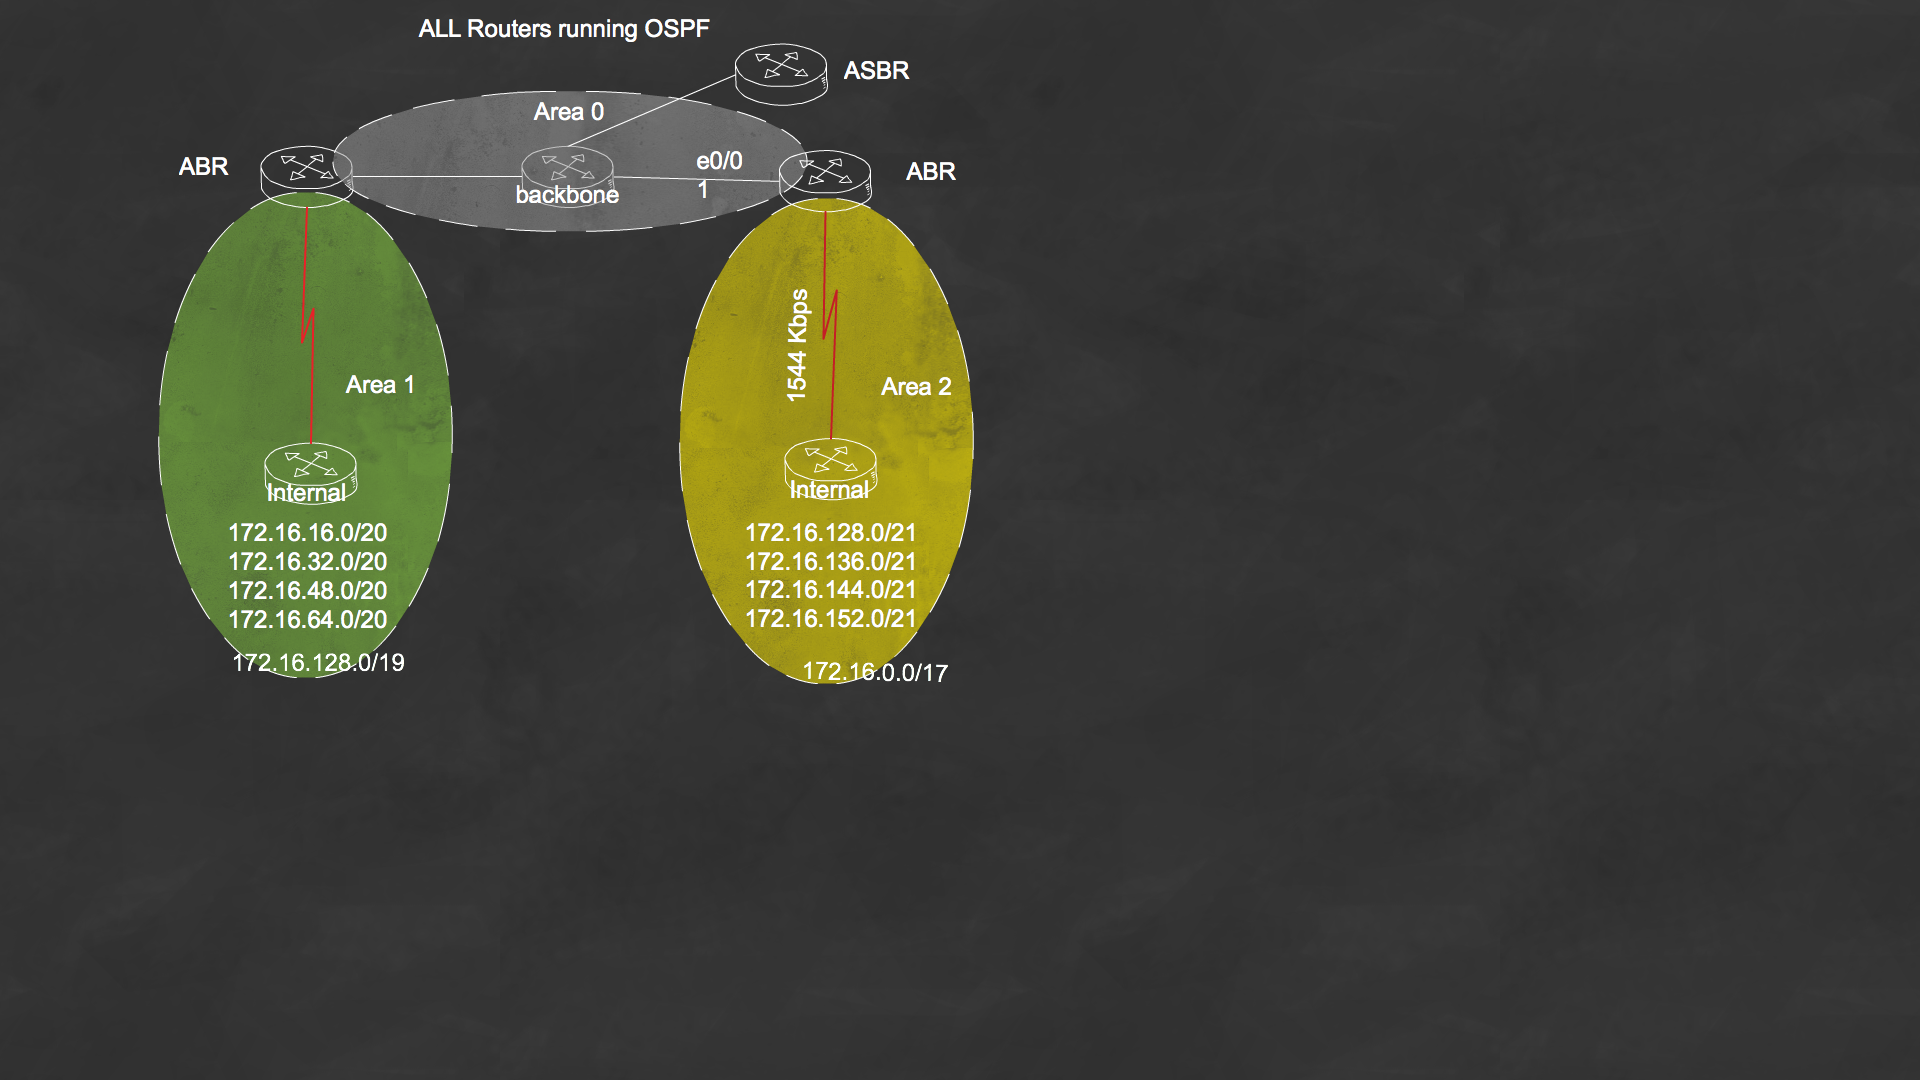 ALL Routers running OSPF
ASBR
Area 0
ABR
e0/0
1
ABR
backbone
1544 Kbps
Area 1
Area 2
Internal
172.16.16.0/20
172.16.32.0/20
172.16.48.0/20
172.16.64.0/20
172.16.128.0/19
Internal
172.16.128.0/21
172.16.136.0/21
172.16.144.0/21
172.16.152.0/21
172.16.0.0/17